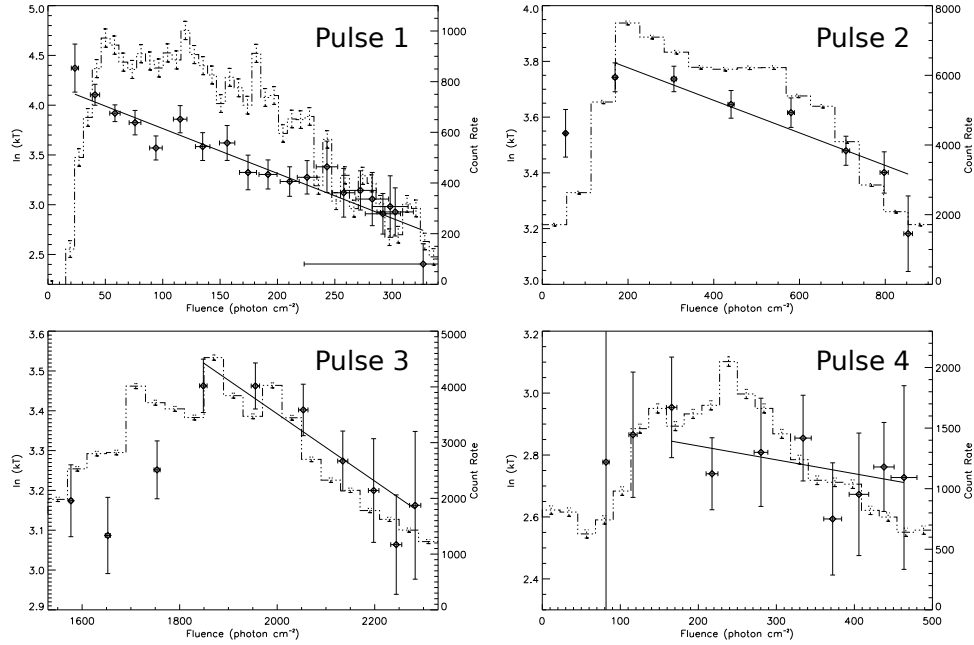 Pulse 1
ln (kT)
5.0
4.5
4.0
3.5
3.0
2.5
1000
800
600
400
200
0
Count Rate
0 50 100 150 200 250 300
Fluence (photon cm⁻²)
Pulse 2
ln (kT)
4.0
3.8
3.6
3.4
3.2
3.0
8000
6000
4000
2000
0
Count Rate
0 200 400 600 800
Fluence (photon cm⁻²)
Pulse 3
ln (kT)
3.6
3.5
3.4
3.3
3.2
3.1
3.0
2.9
5000
4000
3000
2000
1000
0
Count Rate
1600 1800 2000 2200
Fluence (photon cm⁻²)
Pulse 4
ln (kT)
3.2
3.0
2.8
2.6
2.4
2000
1500
1000
500
0
Count Rate
0 100 200 300 400 500
Fluence (photon cm⁻²)